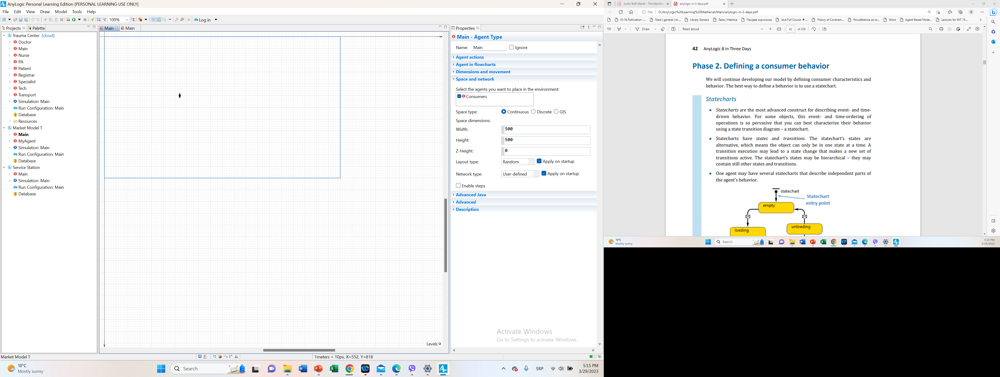 AnyLogic Personal Learning Edition [PERSONAL LEARNING USE ONLY]
File Edit View Draw Model Tools Help
100%
Log in
Projects
Palette
Trauma Center [cloud]
Doctor
Main
Nurse
PA
Patient
Registrar
Specialist
Tech
Transport
Simulation: Main
Run Configuration: Main
Database
Resources
Market Model T
Main
MyAgent
Simulation: Main
Run Configuration: Main
Database
Service Station
Main
Simulation: Main
Run Configuration: Main
Database
Main
Main
Levels
Properties
Main - Agent Type
Name: Main Ignore
Agent actions
Agent in flowcharts
Dimensions and movement
Space and network
Select the agents you want to place in the environment:
Consumers
Space type: Continuous Discrete GIS
Space dimensions:
Width: 500
Height: 500
Z-Height: 0
Layout type: Random Apply on startup
Network type: User-defined Apply on startup
Enable steps
Advanced Java
Advanced
Description
Activate Windows
Go to Settings to activate Windows.
Market Model T
1meters = 10px, X=552, Y=818
10°C
Mostly sunny
Search
SRP
5:15 PM
3/29/2023
Justin Roff-Marsh - The Machine
anylogic-in-3-days.pdf
File D:/AnyLogic%20Learning%20Matherial/Main/anylogic-in-3-days.pdf
01:16 Publication -...
Slack | general | br...
Library Genesis
Tasks | Habitica
Пријава корисника
Java Full Course ...
Theory of Constrain...
Porudžbenica za iz...
Word
Agent-Based Mode...
Lectures for MIT 15....
Draw
Read aloud
42 of 256
42 AnyLogic 8 in Three Days
Phase 2. Defining a consumer behavior
We will continue developing our model by defining consumer characteristics and
behavior. The best way to define a behavior is to use a statechart.
Statecharts
• Statecharts are the most advanced construct for describing event- and time-
driven behavior. For some objects, this event- and time-ordering of
operations is so pervasive that you can best characterize their behavior
using a state transition diagram – a statechart.
• Statecharts have states and transitions. The statechart's states are
alternative, which means the object can only be in one state at a time. A
transition execution may lead to a state change that makes a new set of
transitions active. The statechart's states may be hierarchical – they may
contain still other states and transitions.
• One agent may have several statecharts that describe independent parts of
the agent's behavior.
statechart
Statechart
entry point
empty
unloading
loading
10°C
Mostly sunny
Search
5:15 PM
3/29/2023